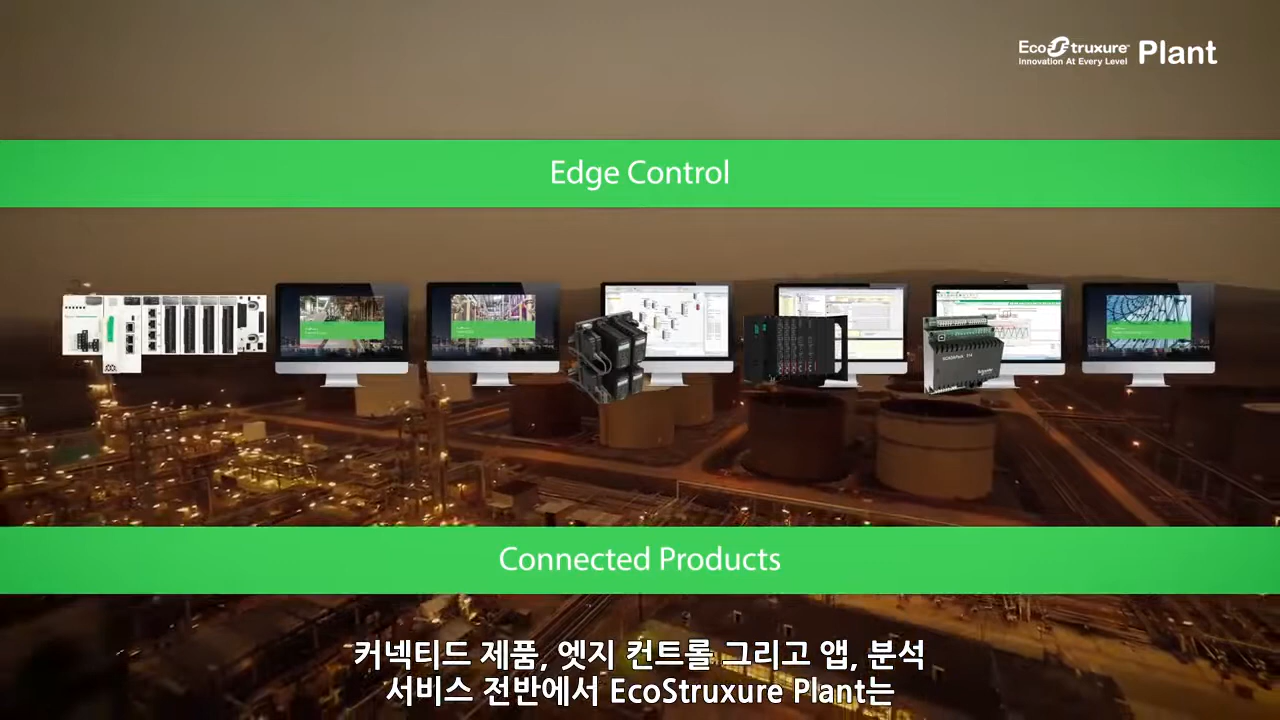 EcoStruxure Plant
Innovation At Every Level
Edge Control
Connected Products
커넥티드 제품, 엣지 컨트롤 그리고 앱, 분석
서비스 전반에서 EcoStruxure Plant는